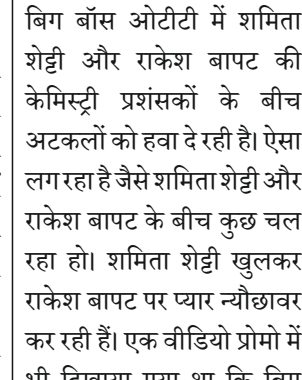 बिग बॉस ओटीटी में शमिता
शेट्टी और राकेश बापट की
केमिस्ट्री प्रशंसकों के बीच
अटकलों को हवा दे रही है। ऐसा
लग रहा है जैसे शमिता शेट्टी और
राकेश बापट के बीच कुछ चल
रहा हो। शमिता शेट्टी खुलकर
राकेश बापट पर प्यार न्यौछावर
कर रही हैं। एक वीडियो प्रोमो में